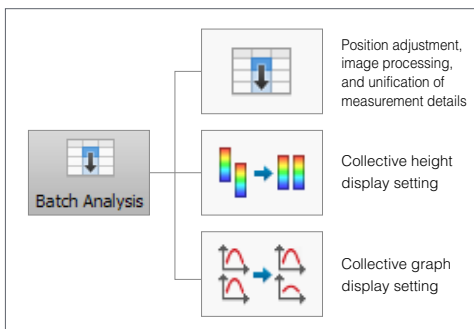 Position adjustment,
image processing,
and unification of
measurement details
Batch Analysis
Collective height
display setting
Collective graph
display setting